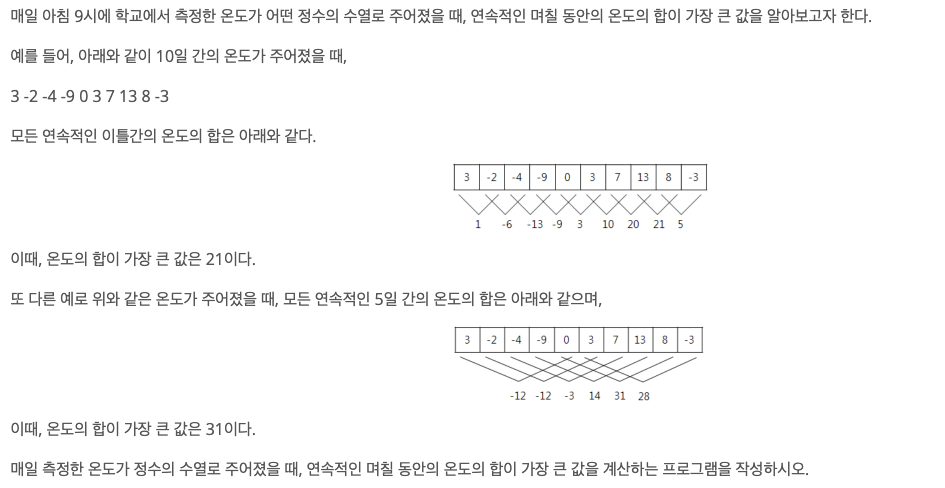 매일 아침 9시에 학교에서 측정한 온도가 어떤 정수의 수열로 주어졌을 때, 연속적인 며칠 동안의 온도의 합이 가장 큰 값을 알아보고자 한다.
예를 들어, 아래와 같이 10일 간의 온도가 주어졌을 때,
3 -2 -4 -9 0 3 7 13 8 -3
모든 연속적인 이틀간의 온도의 합은 아래와 같다.
3 -2 -4 -9 0 3 7 13 8 -3
1 -6 -13 -9 3 10 20 21 5
이때, 온도의 합이 가장 큰 값은 21이다.
또 다른 예로 위와 같은 온도가 주어졌을 때, 모든 연속적인 5일 간의 온도의 합은 아래와 같으며,
3 -2 -4 -9 0 3 7 13 8 -3
-12 -12 -3 14 31 28
이때, 온도의 합이 가장 큰 값은 31이다.
매일 측정한 온도가 정수의 수열로 주어졌을 때, 연속적인 며칠 동안의 온도의 합이 가장 큰 값을 계산하는 프로그램을 작성하시오.